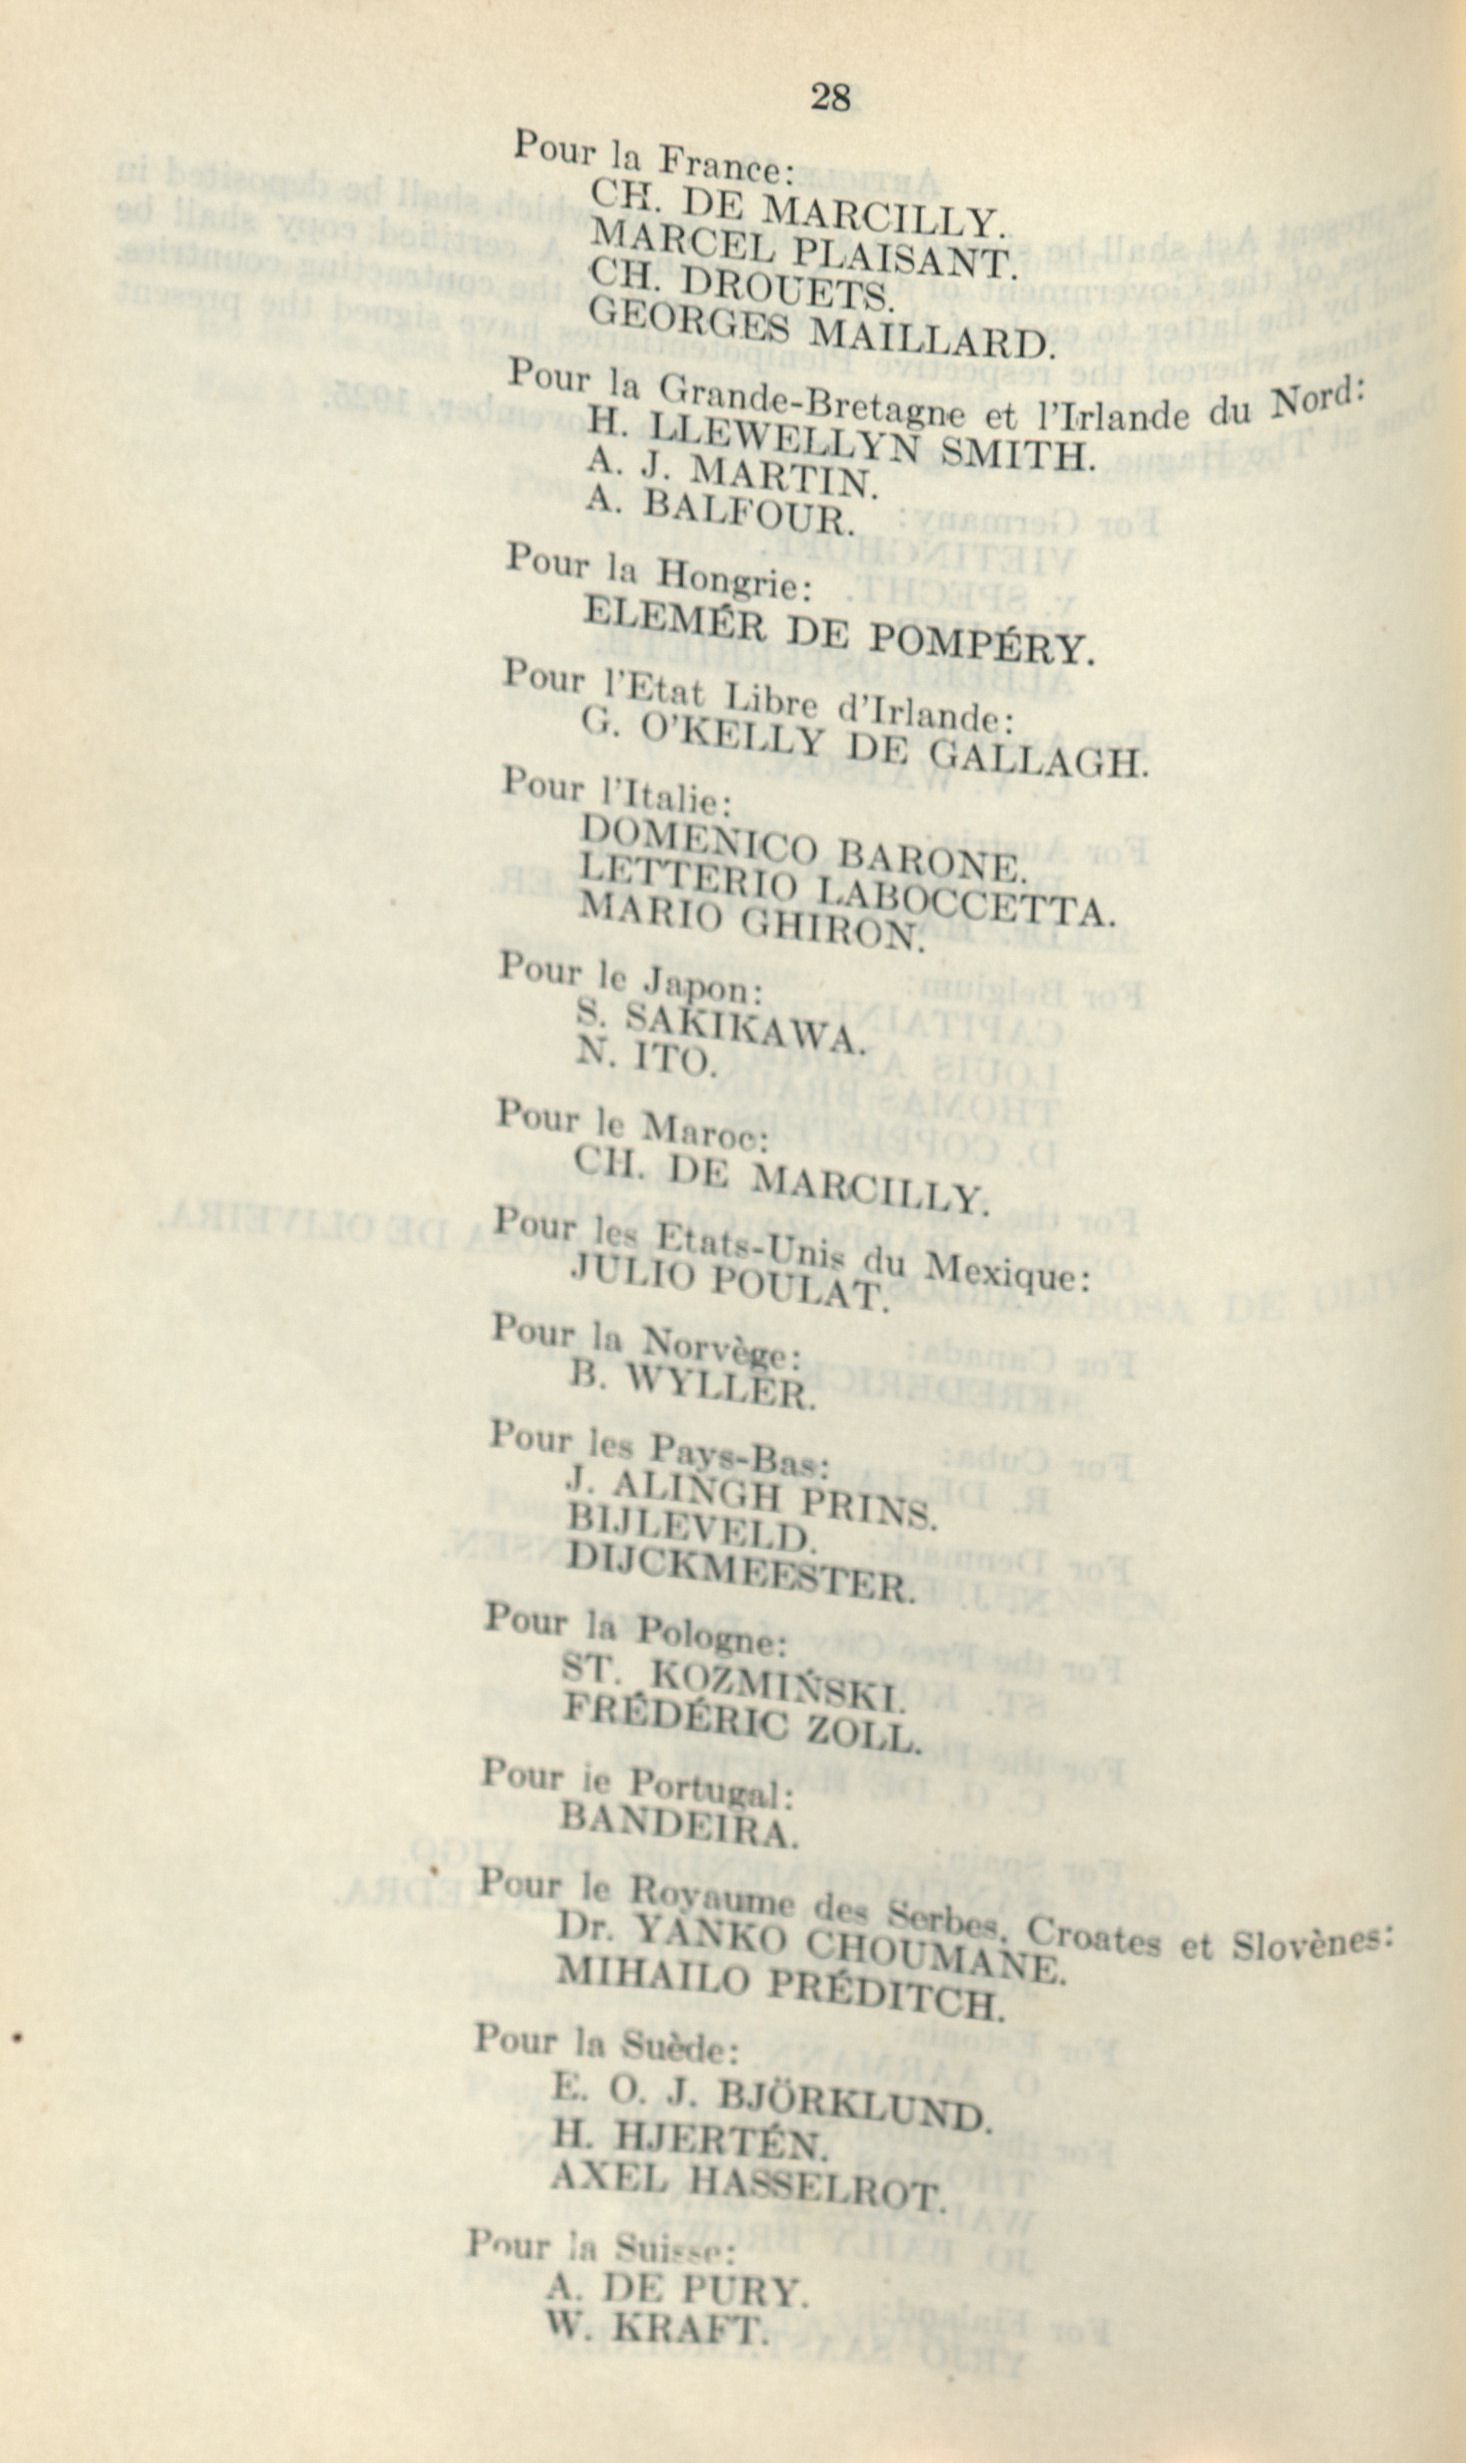 28
Pour la France:
CH. DE MARCILLY.
MARCEL PLAISANT.
CH. DROUETS.
GEORGES MAILLARD.
Pour la Grande-Bretagne et l'Irlande du Nord:
H. LLEWELLYN SMITH.
A. J. MARTIN.
A. BALFOUR.
Pour la Hongrie:
ELEMÉR DE POMPÉRY.
Pour l'Etat Libre d'Irlande:
G. O'KELLY DE GALLAGH.
Pour l'Italie:
DOMENICO BARONE.
LETTERIO LABOCCETTA.
MARIO GHIRON.
Pour le Japon:
S. SAKIKAWA.
N. ITO.
Pour le Maroc:
CH. DE MARCILLY.
Pour les Etats-Unis du Mexique:
JULIO POULAT.
Pour la Norvège:
B. WYLLER.
Pour les Pays-Bas:
J. ALINGH PRINS.
BIJLEVELD.
DIJCKMEESTER.
Pour la Pologne:
ST. KOZMIŃSKI.
FRÉDÉRIC ZOLL.
Pour le Portugal:
BANDEIRA.
Pour le Royaume des Serbes, Croates et Slovènes:
Dr. YANKO CHOUMANE.
MIHAILO PRÉDITCH.
Pour la Suède:
E. O. J. BJÖRKLUND.
H. HJERTÉN.
AXEL HASSELROT.
Pour la Suisse:
A. DE PURY.
W. KRAFT.